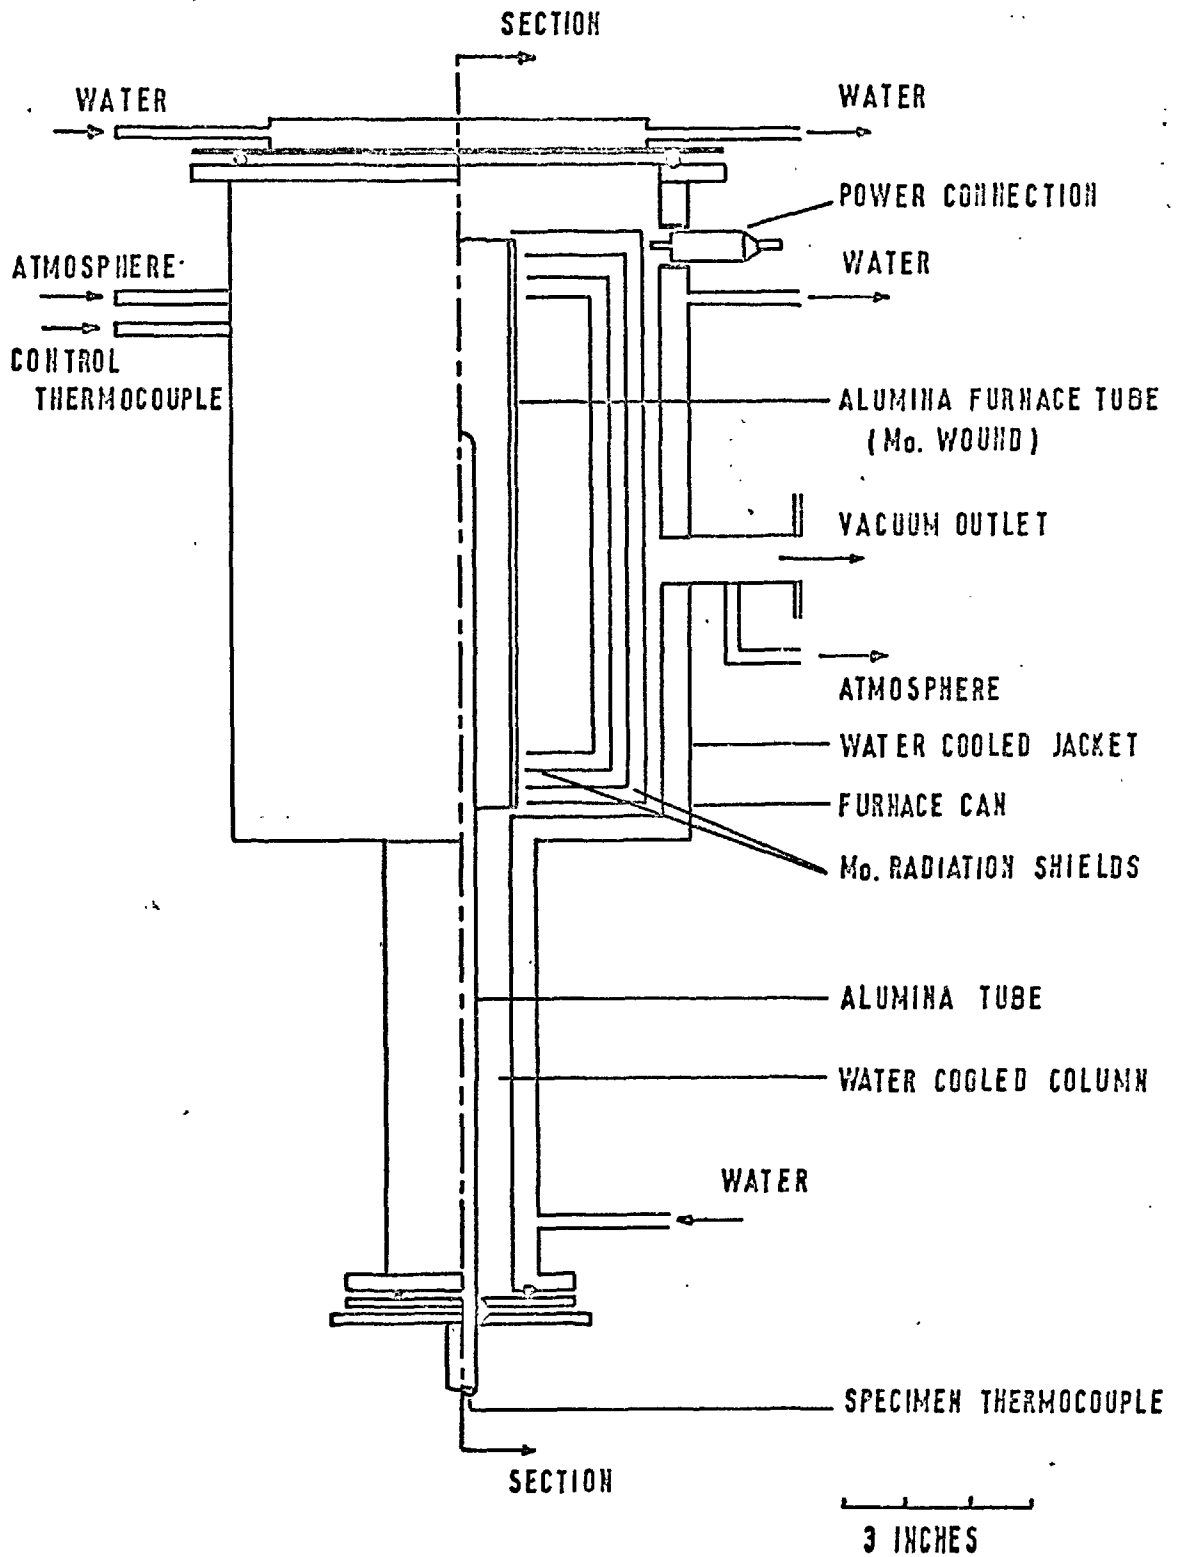 SECTION
WATER
WATER
POWER CONNECTION
ATMOSPHERE
WATER
CONTROL
THERMOCOUPLE
ALUMINA FURNACE TUBE
(Mo. WOUND)
VACUUM OUTLET
ATMOSPHERE
WATER COOLED JACKET
FURNACE CAN
Mo. RADIATION SHIELDS
ALUMINA TUBE
WATER COOLED COLUMN
WATER
SPECIMEN THERMOCOUPLE
SECTION
3 INCHES